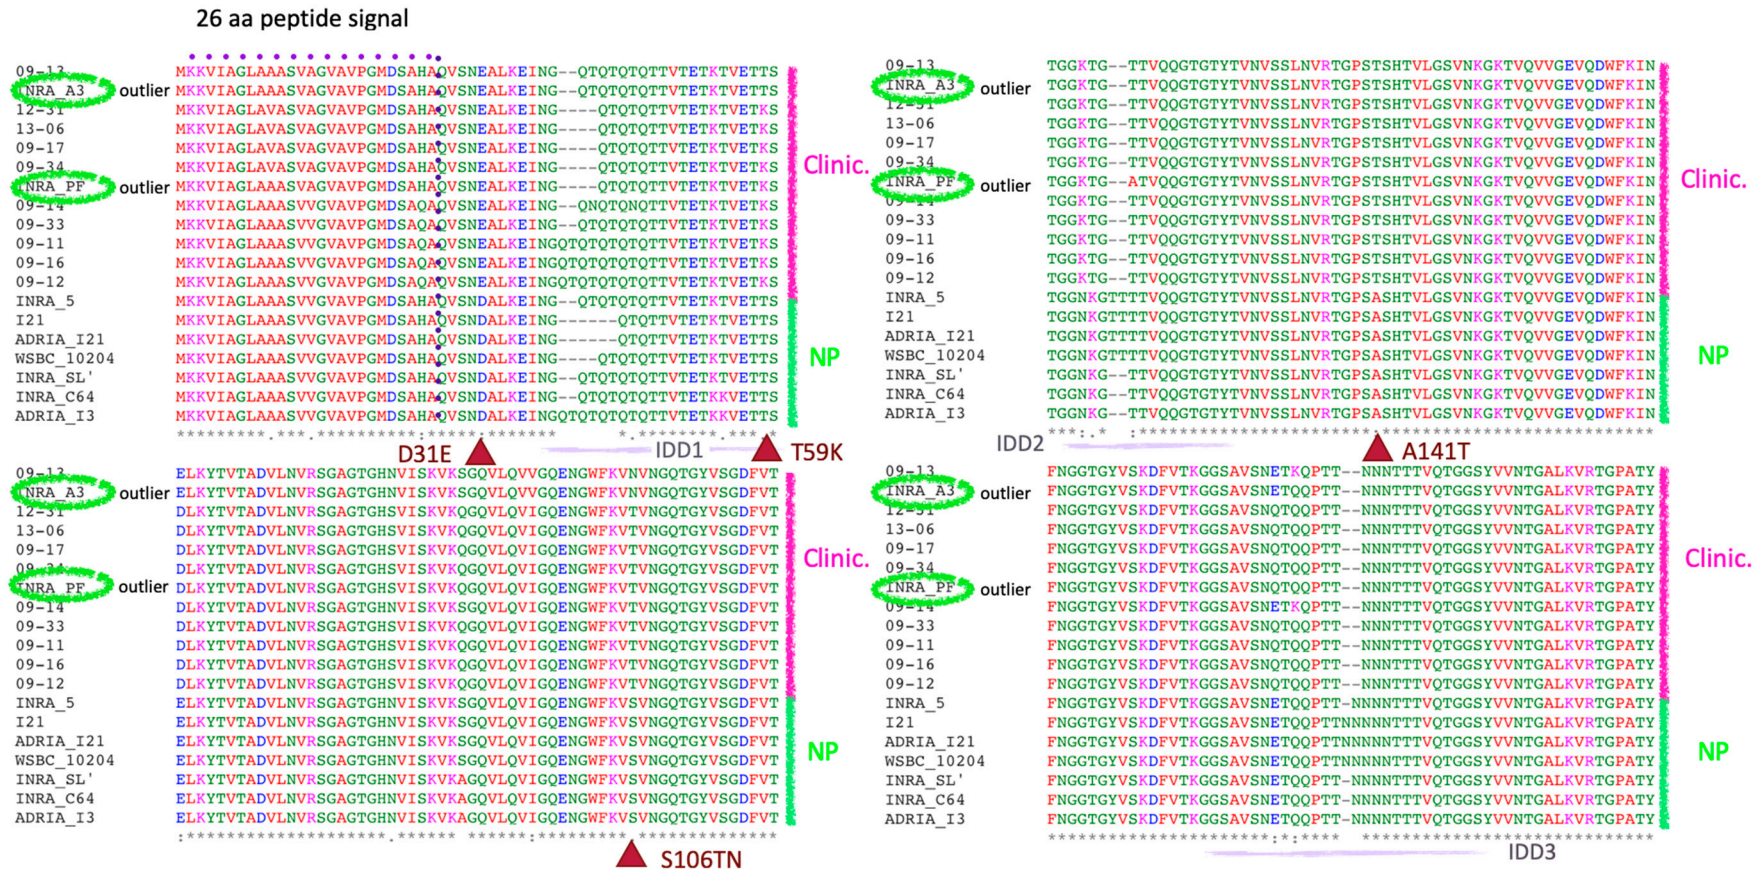 26 aa peptide signal
09-13 MKKVIAGLAAASVAGVAVPGMDSAHAQVSNEALKEING--QTQTQTQTTVTETKTVETTS
INRA_A3 outlier MKKVIAGLAAASVAGVAVPGMDSAHAQVSNEALKEING--QTQTQTQTTVTETKTVETTS
12-31 MKKVIAGLAAASVAGVAVPGMDSAHAQVSNEALKEING----QTQTQTTVTETKTVETKS
13-06 MKKVIAGLAVASVAGVAVPGMDSAHAQVSNEALKEING----QTQTQTTVTETKTVETKS
09-17 MKKVIAGLAVASVAGVAVPGMDSAHAQVSNEALKEING----QTQTQTTVTETKTVETKS
09-34 MKKVIAGLAVASVAGVAVPGMDSAHAQVSNEALKEING----QTQTQTTVTETKTVETKS
INRA_PF outlier MKKVIAGLAVASVAGVAVPGMDSAHAQVSNEALKEING----QTQTQTTVTETKTVETKS
09-14 MKKVIAGLAVASVAGVAVPGMDSAQAQVSNEALKEING--QNQTQNQTTVTETKTVETKS
09-33 MKKVIAGLAAASVVGVAVPGMDSAQAQVSNEALKEING--QTQTQTQTTVTETKTVETKS
09-11 MKKVIAGLAAASVVGVAVPGMDSAQAQVSNEALKEINGQTQTQTQTQTTVTETKTVETKS
09-16 MKKVIAGLAAASVVGVAVPGMDSAQAQVSNEALKEINGQTQTQTQTQTTVTETKTVETKS
09-12 MKKVIAGLAAASVVGVAVPGMDSAQAQVSNEALKEINGQTQTQTQTQTTVTETKTVETKS
INRA_5 MKKVIAGLAAASVVGVAVPGMDSAHAQVSNDALKEING--QTQTQTQTTVTETKTVETTS
I21 MKKVIAGLAAASVVGVAVPGMDSAHAQVSNDALKEING------QTQTTVTETKTVETTS
ADRIA_I21 MKKVIAGLAAASVVGVAVPGMDSAHAQVSNDALKEING------QTQTTVTETKTVETTS
WSBC_10204 MKKVIAGLAAASVVGVAVPGMDSAHAQVSNDALKEING----QTQTQTTVTETKTVETTS
INRA_SL' MKKVIAGLAAASVVGVAVPGMDSAHAQVSNDALKEING--QTQTQTQTTVTETKTVETTS
INRA_C64 MKKVIAGLAAASVVGVAVPGMDSAHAQVSNDALKEING--QTQTQTQTTVTETKKVETTS
ADRIA_I3 MKKVIAGLAAASVVGVAVPGMDSAHAQVSNDALKEINGQTQTQTQTQTTVTETKKVETTS
Clinic.
NP
D31E
IDD1
T59K
09-13 TGGKTG--TTVQQGTGTYTVNVSSLNVRTGPSTSHTVLGSVNKGKTVQVVGEVQDWFKIN
INRA_A3 outlier TGGKTG--TTVQQGTGTYTVNVSSLNVRTGPSTSHTVLGSVNKGKTVQVVGEVQDWFKIN
12-31 TGGKTG--TTVQQGTGTYTVNVSSLNVRTGPSTSHTVLGSVNKGKTVQVVGEVQDWFKIN
13-06 TGGKTG--TTVQQGTGTYTVNVSSLNVRTGPSTSHTVLGSVNKGKTVQVVGEVQDWFKIN
09-17 TGGKTG--TTVQQGTGTYTVNVSSLNVRTGPSTSHTVLGSVNKGKTVQVVGEVQDWFKIN
09-34 TGGKTG--TTVQQGTGTYTVNVSSLNVRTGPSTSHTVLGSVNKGKTVQVVGEVQDWFKIN
INRA_PF outlier TGGKTG--ATVQQGTGTYTVNVSSLNVRTGPSTSHTVLGSVNKGKTVQVVGEVQDWFKIN
09-14 TGGKTG--TTVQQGTGTYTVNVSSLNVRTGPSTSHTVLGSVNKGKTVQVVGEVQDWFKIN
09-33 TGGKTG--TTVQQGTGTYTVNVSSLNVRTGPSTSHTVLGSVNKGKTVQVVGEVQDWFKIN
09-11 TGGKTG--TTVQQGTGTYTVNVSSLNVRTGPSTSHTVLGSVNKGKTVQVVGEVQDWFKIN
09-16 TGGKTG--TTVQQGTGTYTVNVSSLNVRTGPSTSHTVLGSVNKGKTVQVVGEVQDWFKIN
09-12 TGGKTG--TTVQQGTGTYTVNVSSLNVRTGPSTSHTVLGSVNKGKTVQVVGEVQDWFKIN
INRA_5 TGGNKGTTTTVQQGTGTYTVNVSSLNVRTGPSASHTVLGSVNKGKTVQVVGEVQDWFKIN
I21 TGGNKGTTTTVQQGTGTYTVNVSSLNVRTGPSASHTVLGSVNKGKTVQVVGEVQDWFKIN
ADRIA_I21 TGGNKGTTTTVQQGTGTYTVNVSSLNVRTGPSASHTVLGSVNKGKTVQVVGEVQDWFKIN
WSBC_10204 TGGNKGTTTTVQQGTGTYTVNVSSLNVRTGPSASHTVLGSVNKGKTVQVVGEVQDWFKIN
INRA_SL' TGGNKG--TTVQQGTGTYTVNVSSLNVRTGPSASHTVLGSVNKGKTVQVVGEVQDWFKIN
INRA_C64 TGGNKG--TTVQQGTGTYTVNVSSLNVRTGPSASHTVLGSVNKGKTVQVVGEVQDWFKIN
ADRIA_I3 TGGNKG--TTVQQGTGTYTVNVSSLNVRTGPSASHTVLGSVNKGKTVQVVGEVQDWFKIN
Clinic.
NP
IDD2
A141T
09-13 ELKYTVTADVLNVRSGAGTGHNVISKVKSGQVLQVVGQENGWFKVNVNGQTGYVSGDFVT
INRA_A3 outlier ELKYTVTADVLNVRSGAGTGHNVISKVKSGQVLQVVGQENGWFKVNVNGQTGYVSGDFVT
12-31 DLKYTVTADVLNVRSGAGTGHSVISKVKQGQVLQVIGQENGWFKVTVNGQTGYVSGDFVT
13-06 DLKYTVTADVLNVRSGAGTGHSVISKVKQGQVLQVIGQENGWFKVTVNGQTGYVSGDFVT
09-17 DLKYTVTADVLNVRSGAGTGHSVISKVKQGQVLQVIGQENGWFKVTVNGQTGYVSGDFVT
09-34 DLKYTVTADVLNVRSGAGTGHSVISKVKQGQVLQVIGQENGWFKVTVNGQTGYVSGDFVT
INRA_PF outlier DLKYTVTADVLNVRSGAGTGHSVISKVKQGQVLQVIGQENGWFKVTVNGQTGYVSGDFVT
09-14 DLKYTVTADVLNVRSGAGTGHNVISKVKSGQVLQVIGQENGWFKVTVNGQTGYVSGDFVT
09-33 DLKYTVTADVLNVRSGAGTGHSVISKVKQGQVLQVIGQENGWFKVTVNGQTGYVSGDFVT
09-11 DLKYTVTADVLNVRSGAGTGHSVISKVKQGQVLQVIGQENGWFKVTVNGQTGYVSGDFVT
09-16 DLKYTVTADVLNVRSGAGTGHSVISKVKQGQVLQVIGQENGWFKVTVNGQTGYVSGDFVT
09-12 DLKYTVTADVLNVRSGAGTGHSVISKVKQGQVLQVIGQENGWFKVTVNGQTGYVSGDFVT
INRA_5 ELKYTVTADVLNVRSGAGTGHNVISKVKSGQVLQVIGQENGWFKVSVNGQTGYVSGDFVT
I21 ELKYTVTADVLNVRSGAGTGHNVISKVKSGQVLQVIGQENGWFKVSVNGQTGYVSGDFVT
ADRIA_I21 ELKYTVTADVLNVRSGAGTGHNVISKVKSGQVLQVIGQENGWFKVSVNGQTGYVSGDFVT
WSBC_10204 ELKYTVTADVLNVRSGAGTGHNVISKVKSGQVLQVIGQENGWFKVSVNGQTGYVSGDFVT
INRA_SL' ELKYTVTADVLNVRSGAGTGHNVISKVKAGQVLQVIGQENGWFKVSVNGQTGYVSGDFVT
INRA_C64 ELKYTVTADVLNVRSGAGTGHNVISKVKAGQVLQVIGQENGWFKVSVNGQTGYVSGDFVT
ADRIA_I3 ELKYTVTADVLNVRSGAGTGHNVISKVKAGQVLQVIGQENGWFKVSVNGQTGYVSGDFVT
Clinic.
NP
S106TN
09-13 FNGGTGYVSKDFVTKGGSAVSNETKQPTT--NNNTTTVQTGGSYVVNTGALKVRTGPATY
INRA_A3 outlier FNGGTGYVSKDFVTKGGSAVSNETQQPTT--NNNTTTVQTGGSYVVNTGALKVRTGPATY
12-31 FNGGTGYVSKDFVTKGGSAVSNQTQQPTT--NNNTTTVQTGGSYVVNTGALKVRTGPATY
13-06 FNGGTGYVSKDFVTKGGSAVSNQTQQPTT--NNNTTTVQTGGSYVVNTGALKVRTGPATY
09-17 FNGGTGYVSKDFVTKGGSAVSNQTQQPTT--NNNTTTVQTGGSYVVNTGALKVRTGPATY
09-34 FNGGTGYVSKDFVTKGGSAVSNQTQQPTT--NNNTTTVQTGGSYVVNTGALKVRTGPATY
INRA_PF outlier FNGGTGYVSKDFVTKGGSAVSNQTQQPTT--NNNTTTVQTGGSYVVNTGALKVRTGPATY
09-14 FNGGTGYVSKDFVTKGGSAVSNETKQPTT--NNNTTTVQTGGSYVVNTGALKVRTGPATY
09-33 FNGGTGYVSKDFVTKGGSAVSNQTQQPTT--NNNTTTVQTGGSYVVNTGALKVRTGPATY
09-11 FNGGTGYVSKDFVTKGGSAVSNQTQQPTT--NNNTTTVQTGGSYVVNTGALKVRTGPATY
09-16 FNGGTGYVSKDFVTKGGSAVSNQTQQPTT--NNNTTTVQTGGSYVVNTGALKVRTGPATY
09-12 FNGGTGYVSKDFVTKGGSAVSNQTQQPTT--NNNTTTVQTGGSYVVNTGALKVRTGPATY
INRA_5 FNGGTGYVSKDFVTKGGSAVSNETQQPTT--NNNTTTVQTGGSYVVNTGALKVRTGPATY
I21 FNGGTGYVSKDFVTKGGSAVSNETQQPTTNNNNNTTTVQTGGSYVVNTGALKVRTGPATY
ADRIA_I21 FNGGTGYVSKDFVTKGGSAVSNETQQPTTNNNNNTTTVQTGGSYVVNTGALKVRTGPATY
WSBC_10204 FNGGTGYVSKDFVTKGGSAVSNETQQPTTNNNNNTTTVQTGGSYVVNTGALKVRTGPATY
INRA_SL' FNGGTGYVSKDFVTKGGSAVSNETQQPTT-NNNNTTTVQTGGSYVVNTGALKVRTGPATY
INRA_C64 FNGGTGYVSKDFVTKGGSAVSNETQQPTT-NNNNTTTVQTGGSYVVNTGALKVRTGPATY
ADRIA_I3 FNGGTGYVSKDFVTKGGSAVSNETQQPTT-NNNNTTTVQTGGSYVVNTGALKVRTGPATY
Clinic.
NP
IDD3